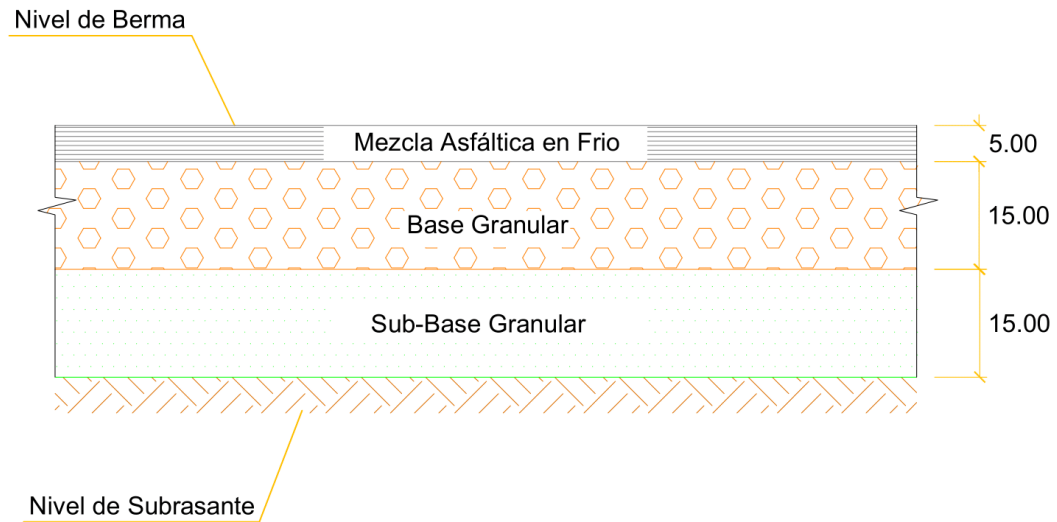 Nivel de Berma
Mezcla Asfáltica en Frio
5.00
Base Granular
15.00
Sub-Base Granular
15.00
Nivel de Subrasante